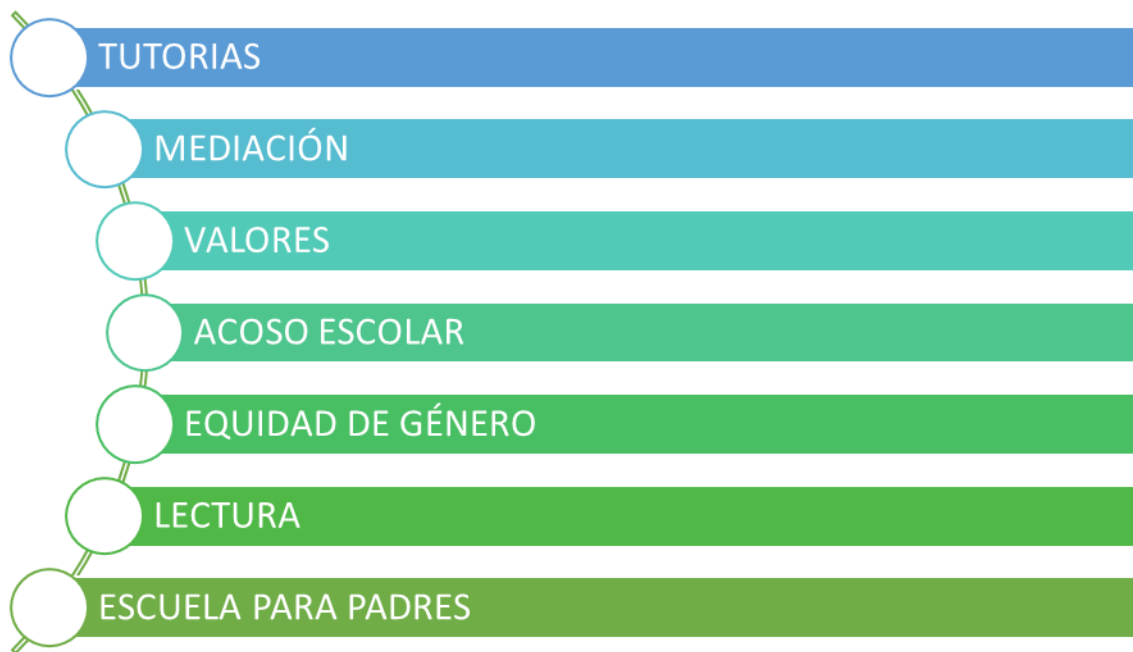 TUTORIAS
MEDIACIÓN
VALORES
ACOSO ESCOLAR
EQUIDAD DE GÉNERO
LECTURA
ESCUELA PARA PADRES